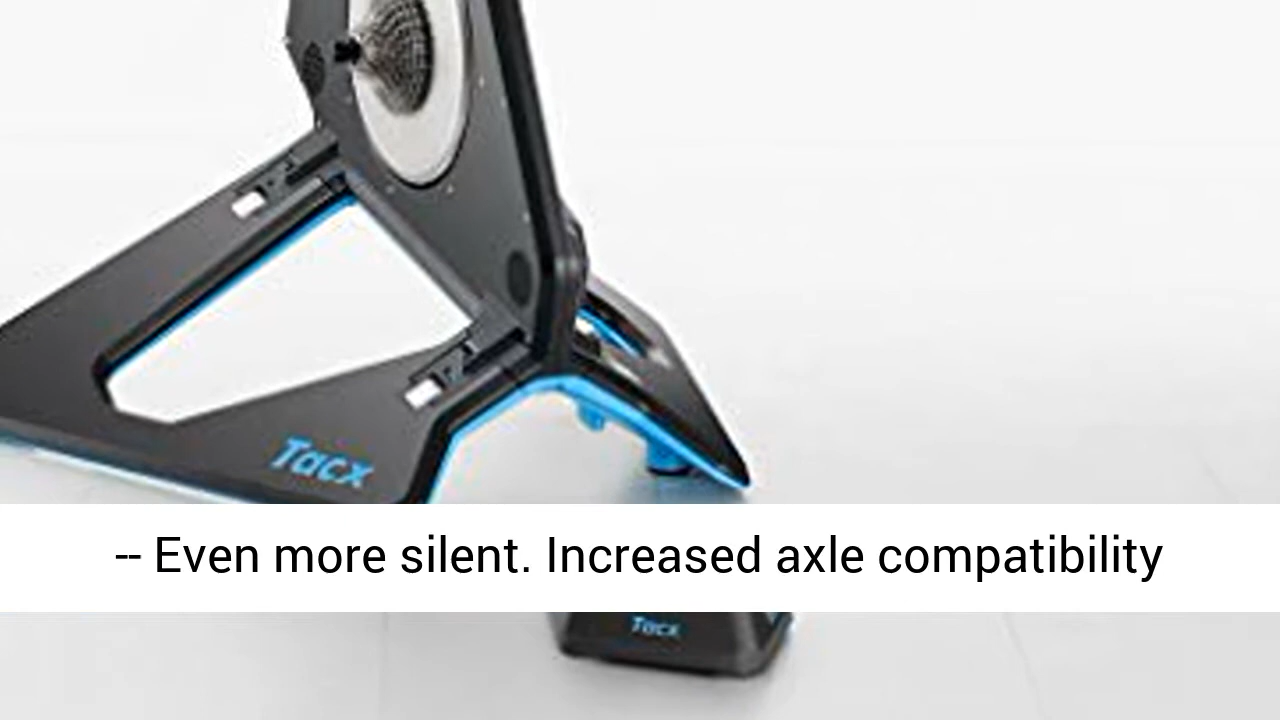 Tacx
-- Even more silent. Increased axle compatibility
Tacx